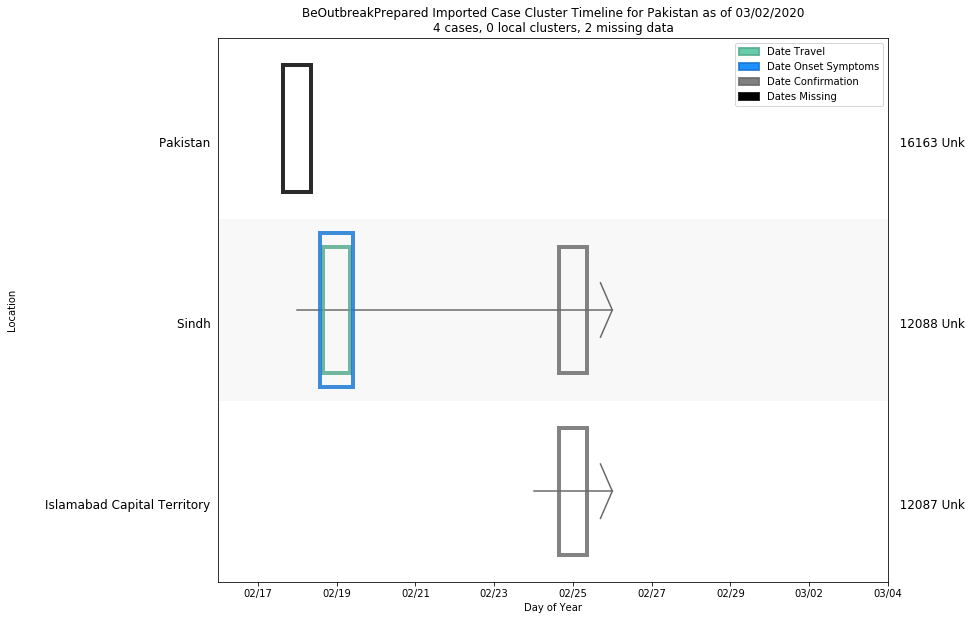 BeOutbreakPrepared Imported Case Cluster Timeline for Pakistan as of 03/02/2020
4 cases, 0 local clusters, 2 missing data
Date Travel
Date Onset Symptoms
Date Confirmation
Dates Missing
Pakistan
16163 Unk
Location
Sindh
12088 Unk
Islamabad Capital Territory
12087 Unk
02/17 02/19 02/21 02/23 02/25 02/27 02/29 03/02 03/04
Day of Year